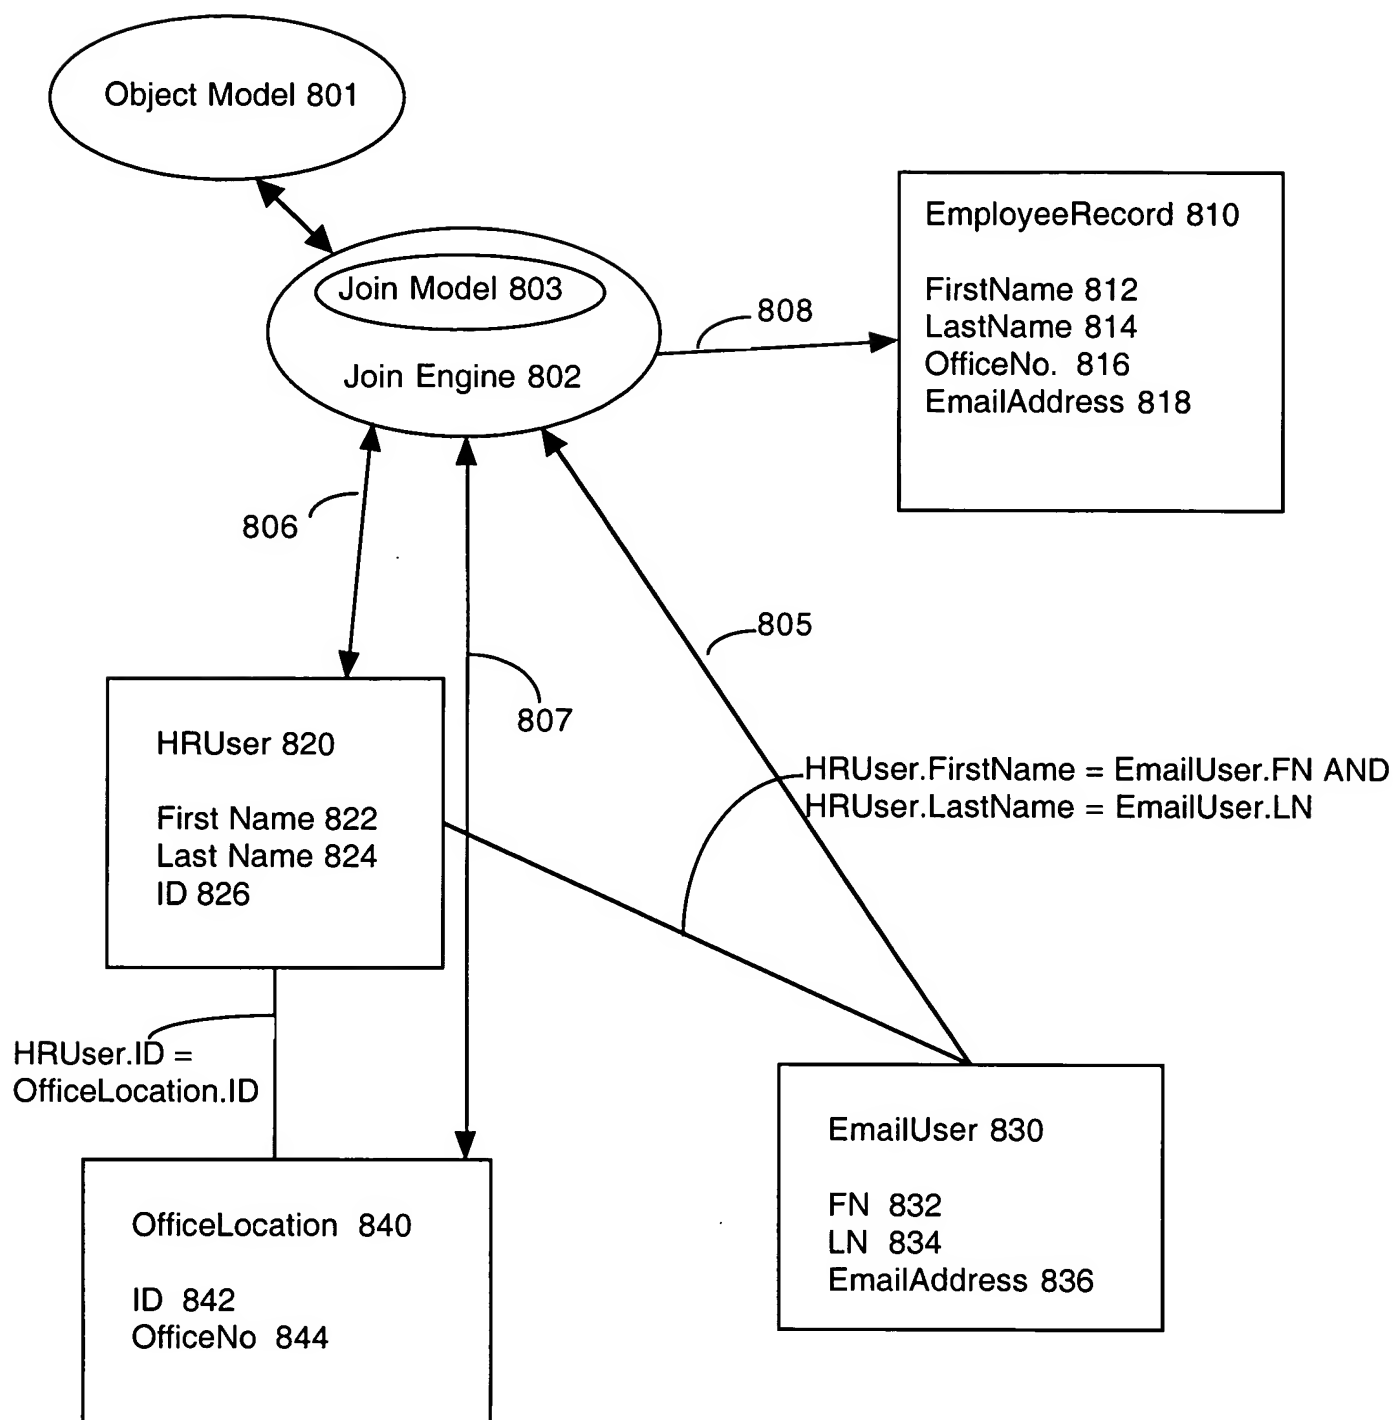 Object Model 801
Join Model 803
Join Engine 802
808
EmployeeRecord 810
FirstName 812
LastName 814
OfficeNo. 816
EmailAddress 818
806
805
807
HRUser 820
First Name 822
Last Name 824
ID 826
HRUser.FirstName = EmailUser.FN AND
HRUser.LastName = EmailUser.LN
HRUser.ID =
OfficeLocation.ID
EmailUser 830
FN 832
LN 834
EmailAddress 836
OfficeLocation 840
ID 842
OfficeNo 844